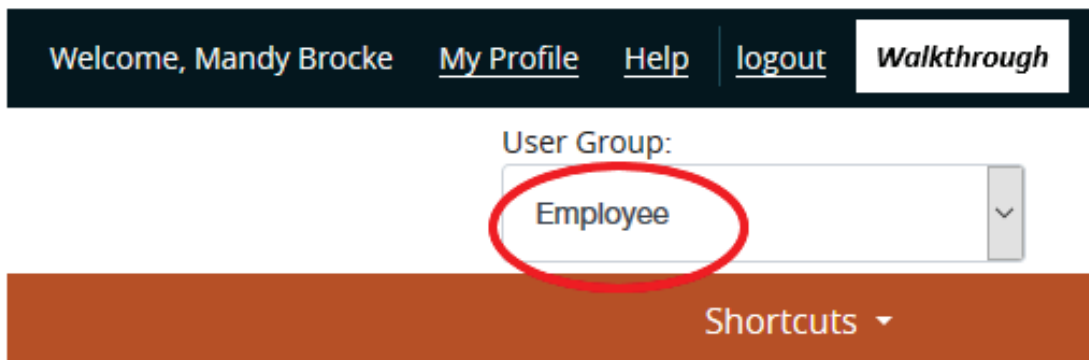 Welcome, Mandy Brocke My Profile Help logout Walkthrough
User Group:
Employee
Shortcuts